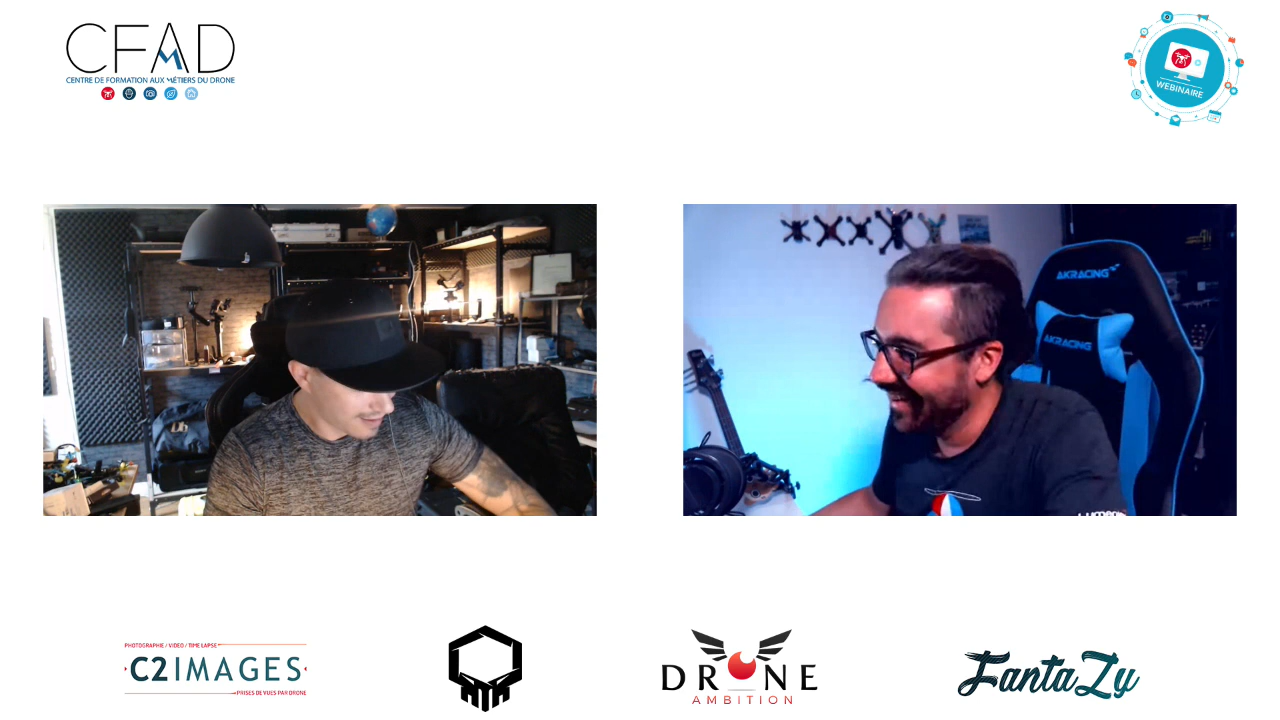 CFAD
CENTRE DE FORMATION AUX MÉTIERS DU DRONE
WEBINAIRE
AKRACING
AKRACING
PHOTOGRAPHIE / VIDEO / TIME LAPSE
C2IMAGES
PRISES DE VUES PAR DRONE
DRONE
AMBITION
FantaZy